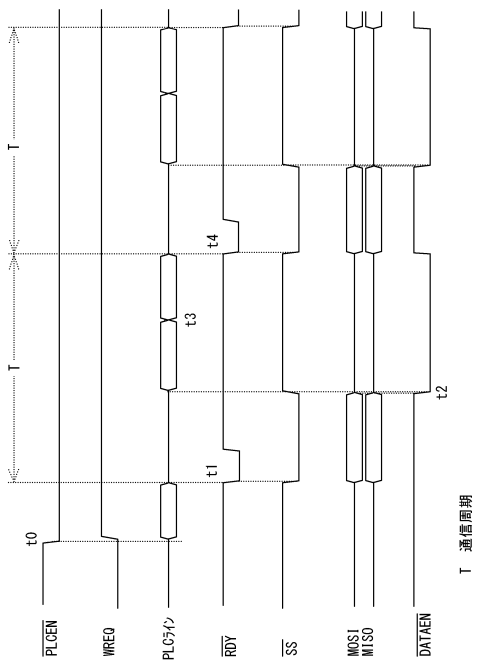 T
T
PLCEN
t0
WREQ
PLCライン
t3
RDY
t1
t4
SS
MOSI
MISO
DATAEN
t2
T 通信周期